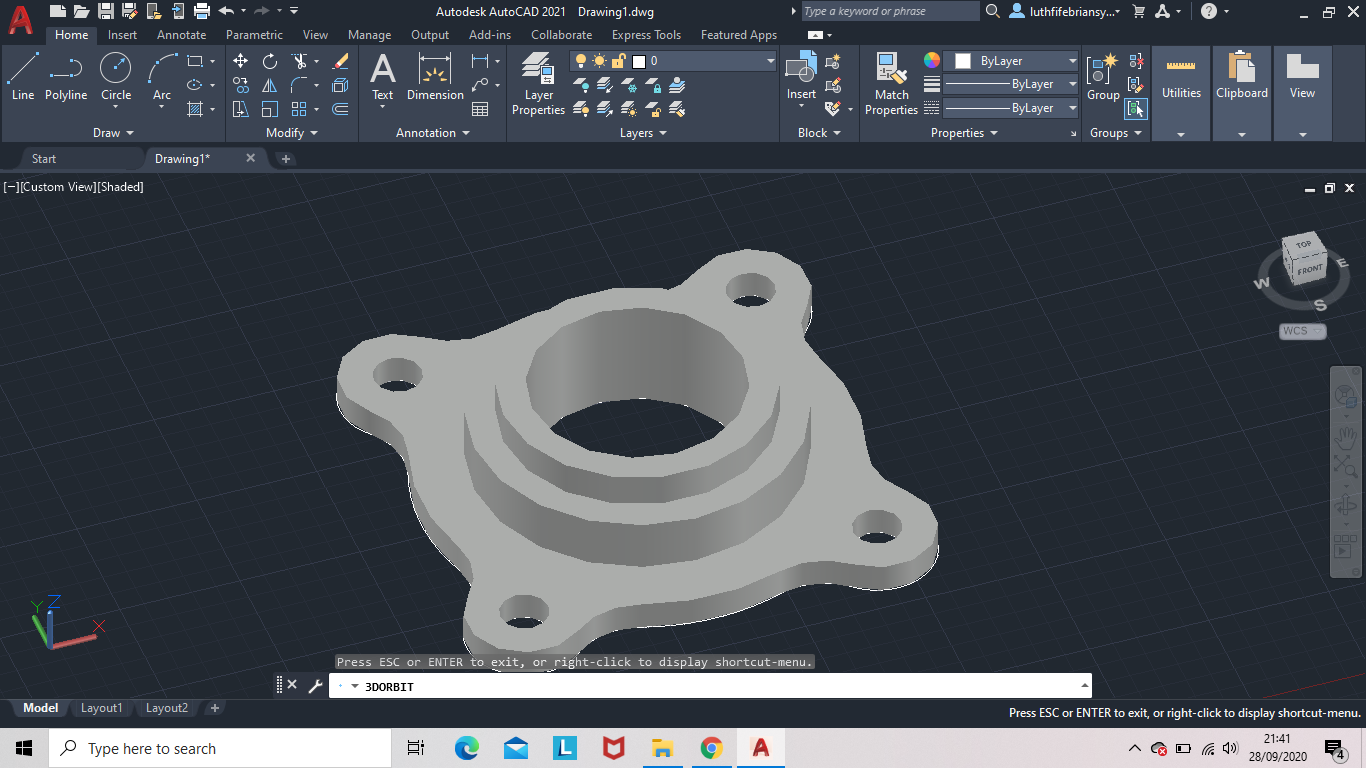 Autodesk AutoCAD 2021 Drawing1.dwg
Type a keyword or phrase
luthfifebriansy...
Home Insert Annotate Parametric View Manage Output Add-ins Collaborate Express Tools Featured Apps
Line Polyline Circle Arc
Draw
Modify
Text Dimension
Annotation
Layer Properties
0
Layers
Insert
Block
Match Properties
ByLayer
ByLayer
ByLayer
Properties
Group
Groups
Utilities
Clipboard
View
Start
Drawing1*
[−][Custom View][Shaded]
TOP
FRONT
W
E
S
WCS
Y Z
X
Press ESC or ENTER to exit, or right-click to display shortcut-menu.
3DORBIT
Model Layout1 Layout2
Press ESC or ENTER to exit, or right-click to display shortcut-menu.
Type here to search
L
21:41
28/09/2020
4